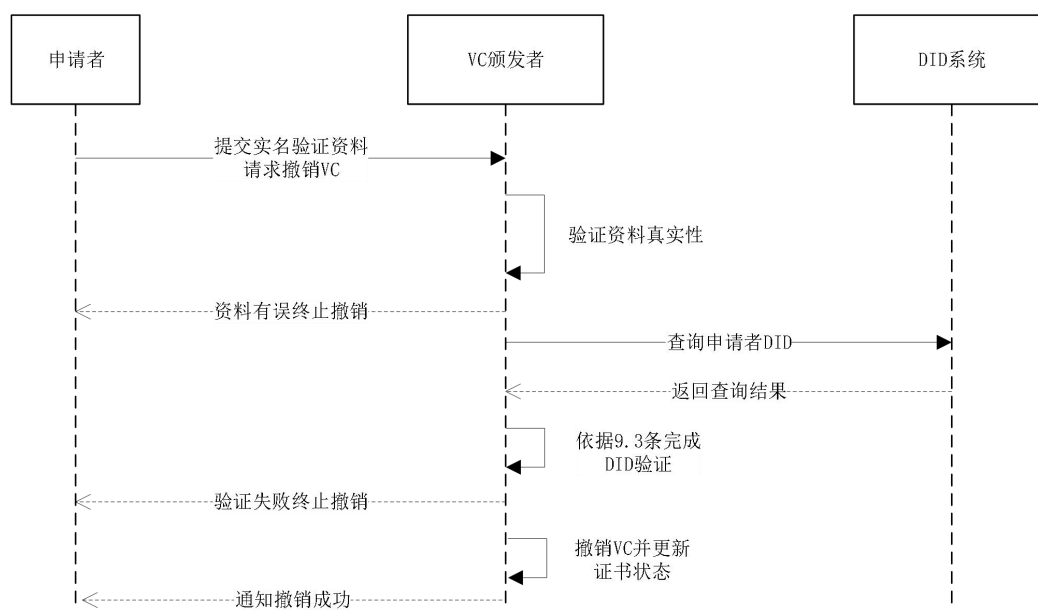 申请者
VC颁发者
DID系统
提交实名验证资料
请求撤销VC
验证资料真实性
资料有误终止撤销
查询申请者DID
返回查询结果
依据9.3条完成
DID验证
验证失败终止撤销
撤销VC并更新
证书状态
通知撤销成功